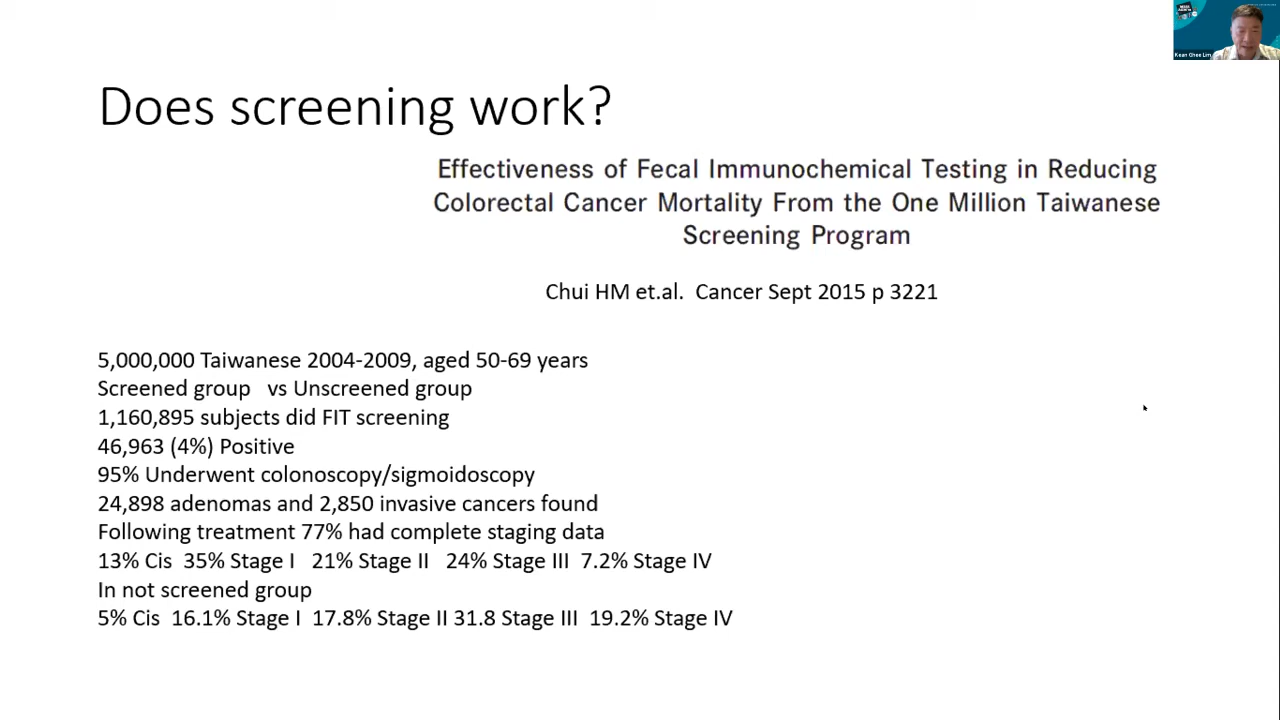 Kean Ghee Lim
Does screening work?
Effectiveness of Fecal Immunochemical Testing in Reducing
Colorectal Cancer Mortality From the One Million Taiwanese
Screening Program
Chui HM et.al. Cancer Sept 2015 p 3221
5,000,000 Taiwanese 2004-2009, aged 50-69 years
Screened group vs Unscreened group
1,160,895 subjects did FIT screening
46,963 (4%) Positive
95% Underwent colonoscopy/sigmoidoscopy
24,898 adenomas and 2,850 invasive cancers found
Following treatment 77% had complete staging data
13% Cis 35% Stage I 21% Stage II 24% Stage III 7.2% Stage IV
In not screened group
5% Cis 16.1% Stage I 17.8% Stage II 31.8 Stage III 19.2% Stage IV